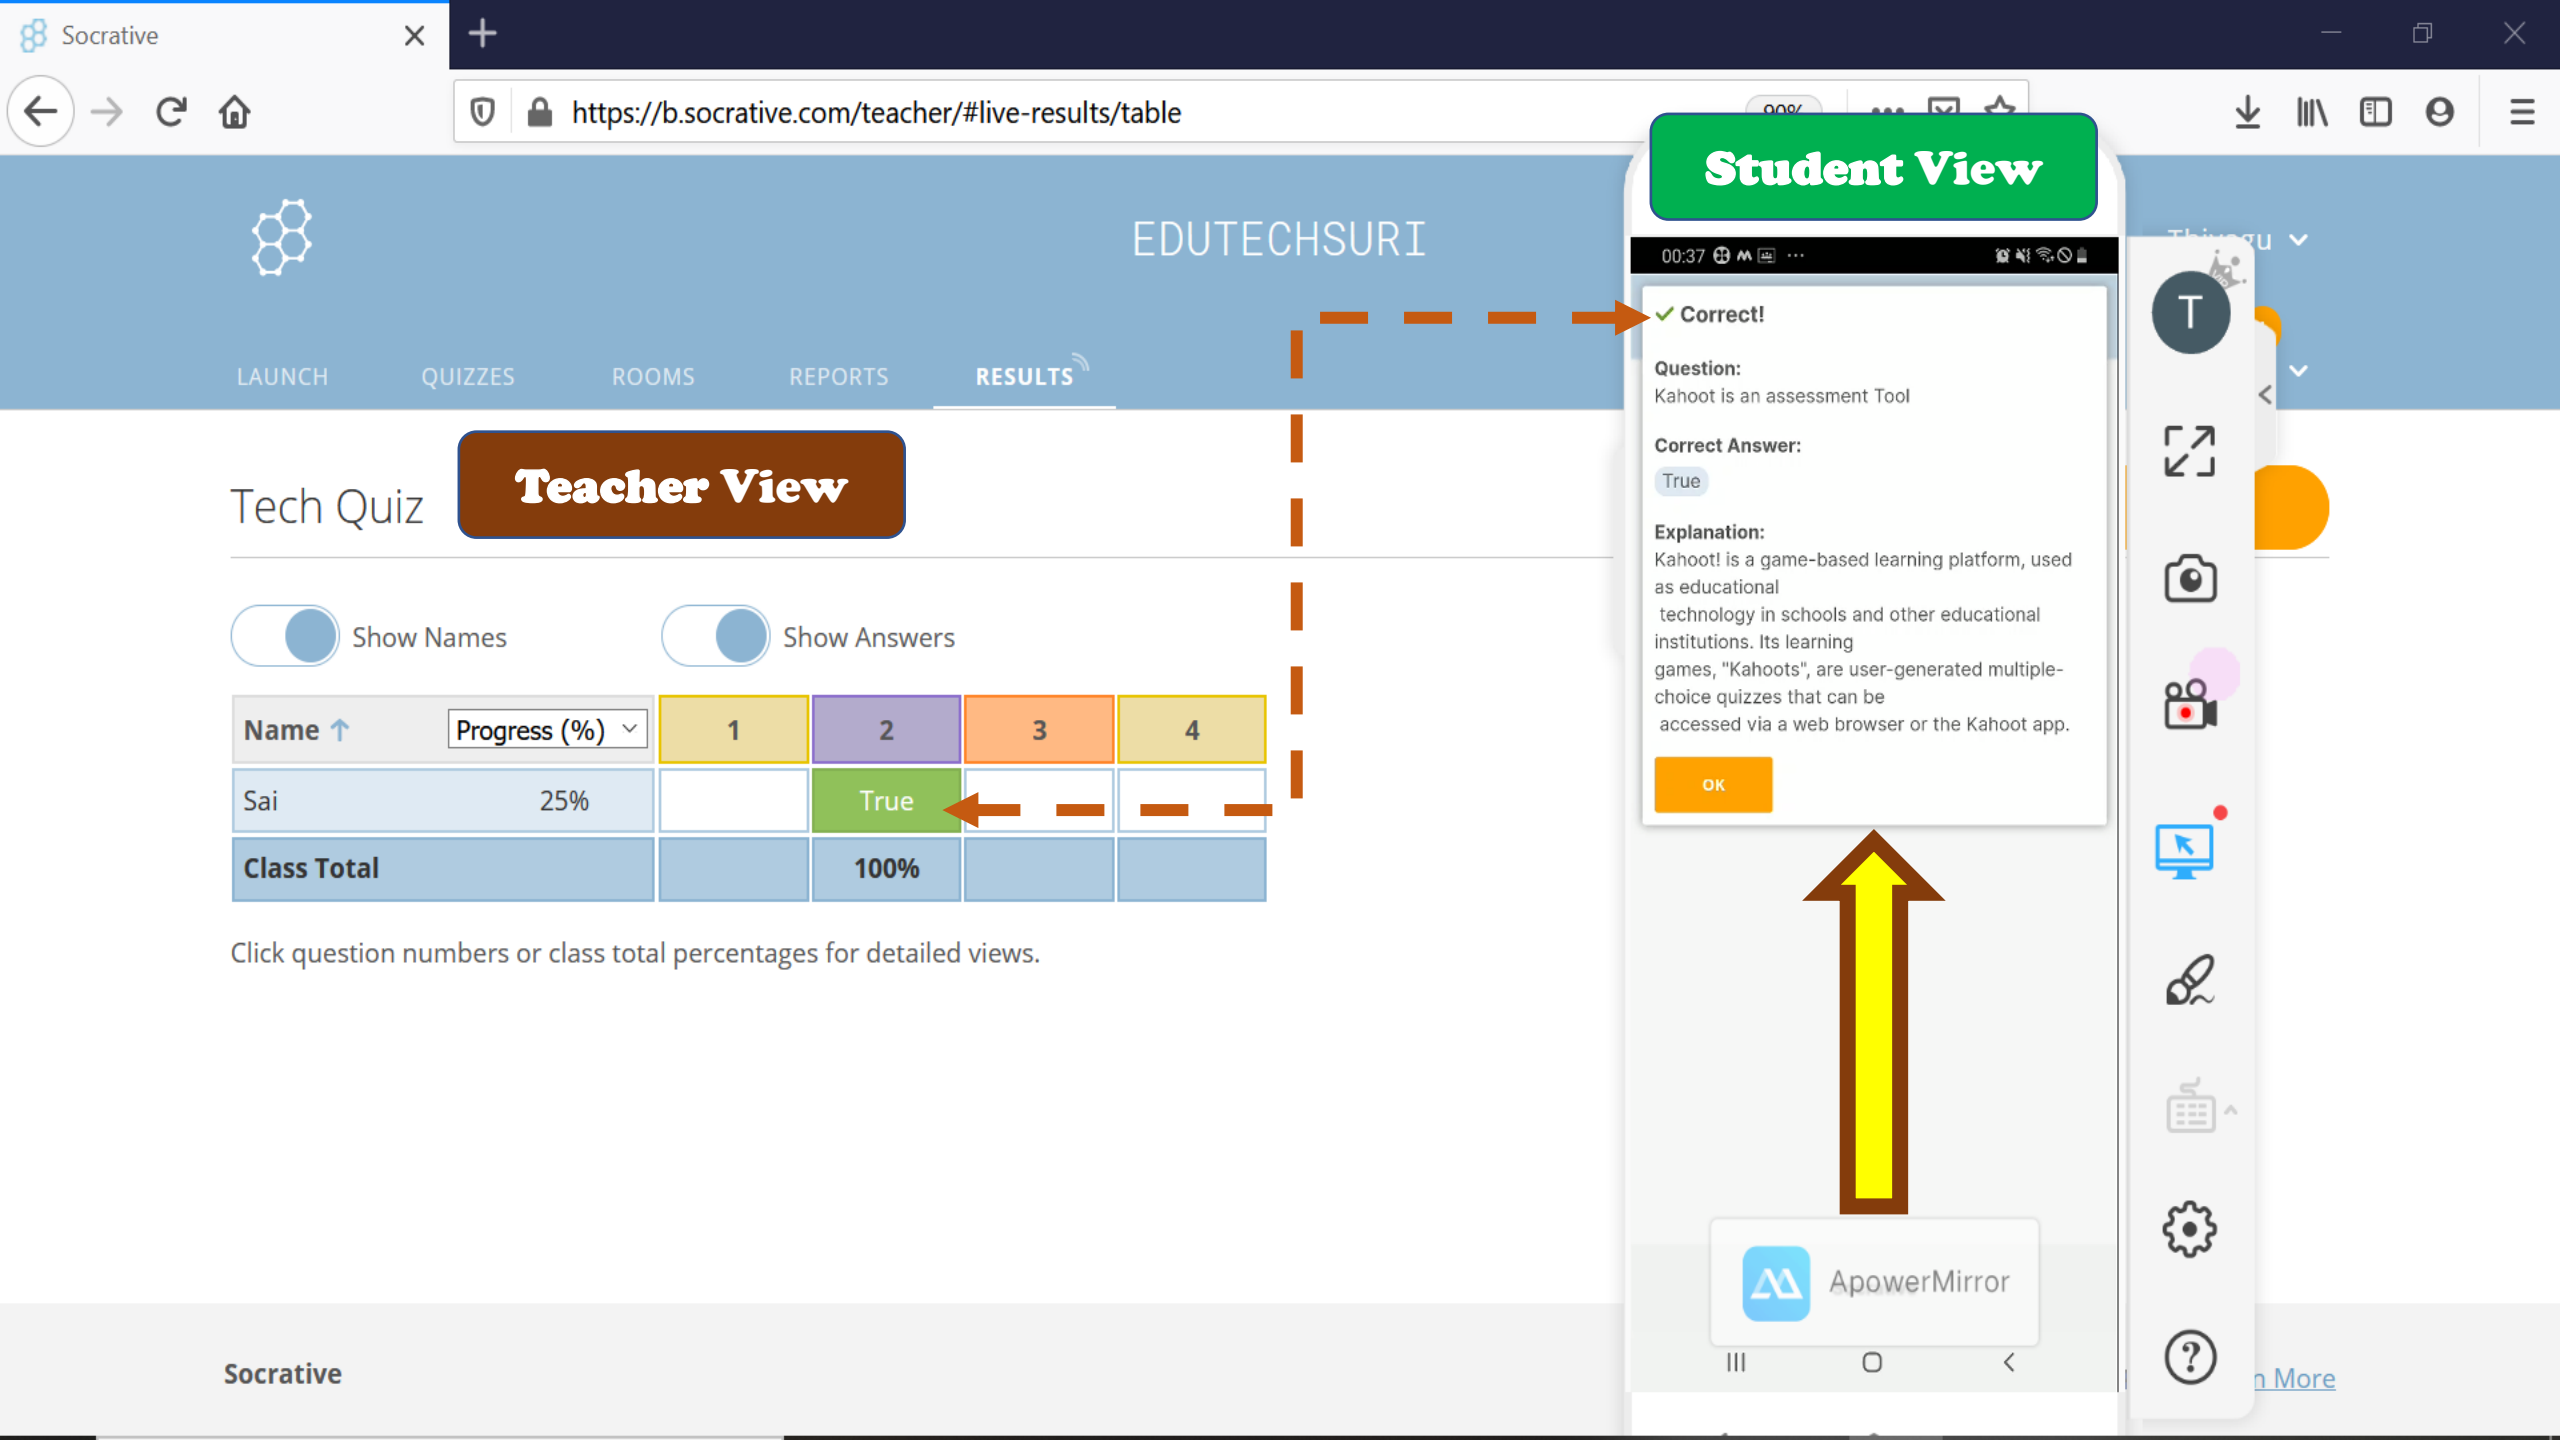 Socrative
https://b.socrative.com/teacher/#live-results/table
90%
Student View
EDUTECHSURI
00:37
LAUNCH QUIZZES ROOMS REPORTS RESULTS
Tech Quiz
Teacher View
Show Names Show Answers
Name Progress (%) 1 2 3 4
Sai 25% True
Class Total 100%
Click question numbers or class total percentages for detailed views.
Correct!
Question:
Kahoot is an assessment Tool
Correct Answer:
True
Explanation:
Kahoot! is a game-based learning platform, used
as educational
technology in schools and other educational
institutions. Its learning
games, "Kahoots", are user-generated multiple-
choice quizzes that can be
accessed via a web browser or the Kahoot app.
OK
T
VIP
ApowerMirror
Socrative
More